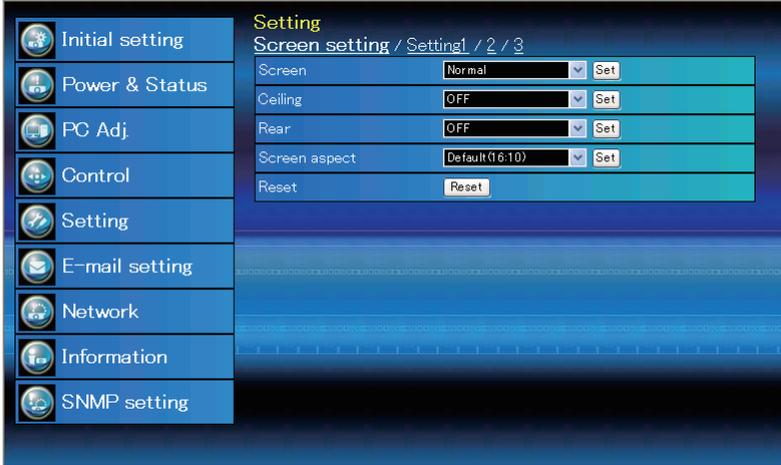 Initial setting
Power & Status
PC Adj.
Control
Setting
E-mail setting
Network
Information
SNMP setting
Setting
Screen setting / Setting1 / 2 / 3
Screen Normal Set
Ceiling OFF Set
Rear OFF Set
Screen aspect Default(16:10) Set
Reset Reset